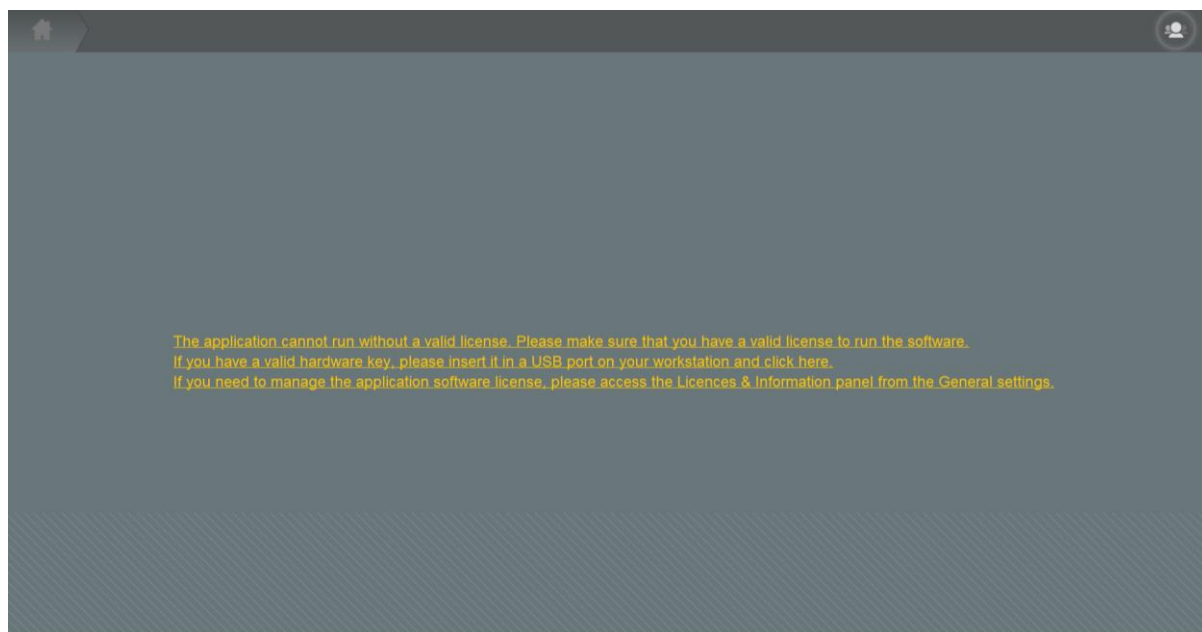 The application cannot run without a valid license. Please make sure that you have a valid license to run the software.
If you have a valid hardware key, please insert it in a USB port on your workstation and click here.
If you need to manage the application software license, please access the Licences & Information panel from the General settings.